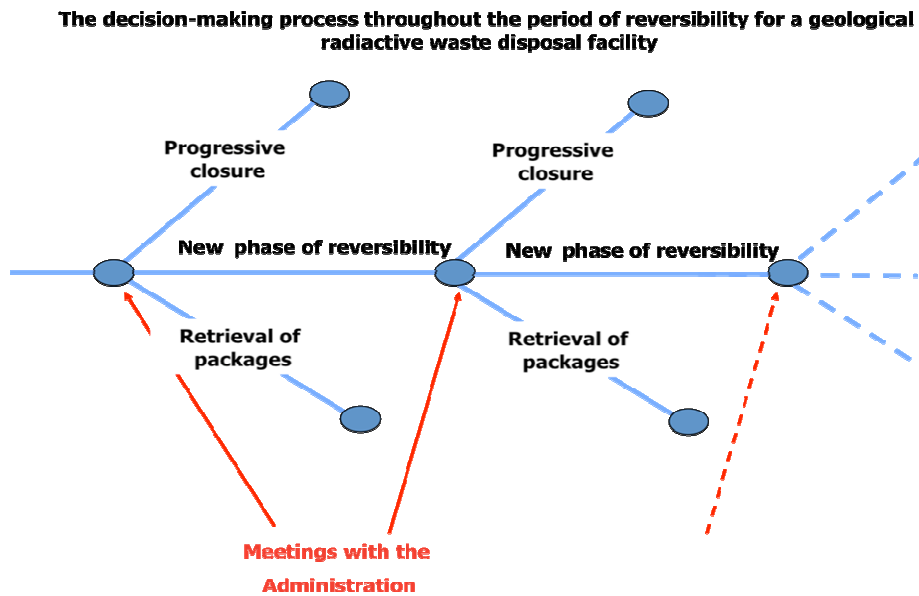 The decision-making process throughout the period of reversibility for a geological
radiactive waste disposal facility
Progressive
closure
Progressive
closure
New phase of reversibility
New phase of reversibility
Retrieval of
packages
Retrieval of
packages
Meetings with the
Administration